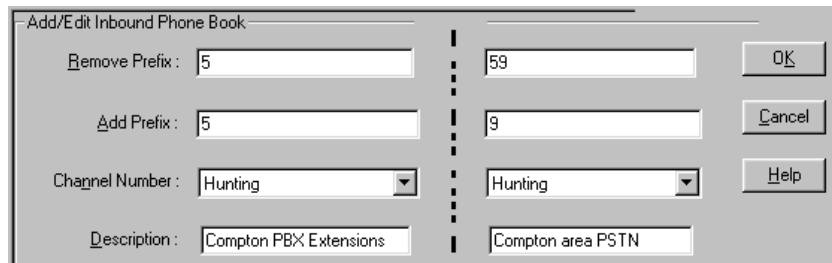 Add/Edit Inbound Phone Book
Remove Prefix : 5 59 OK
Add Prefix : 5 9 Cancel
Channel Number : Hunting Hunting Help
Description : Compton PBX Extensions Compton area PSTN